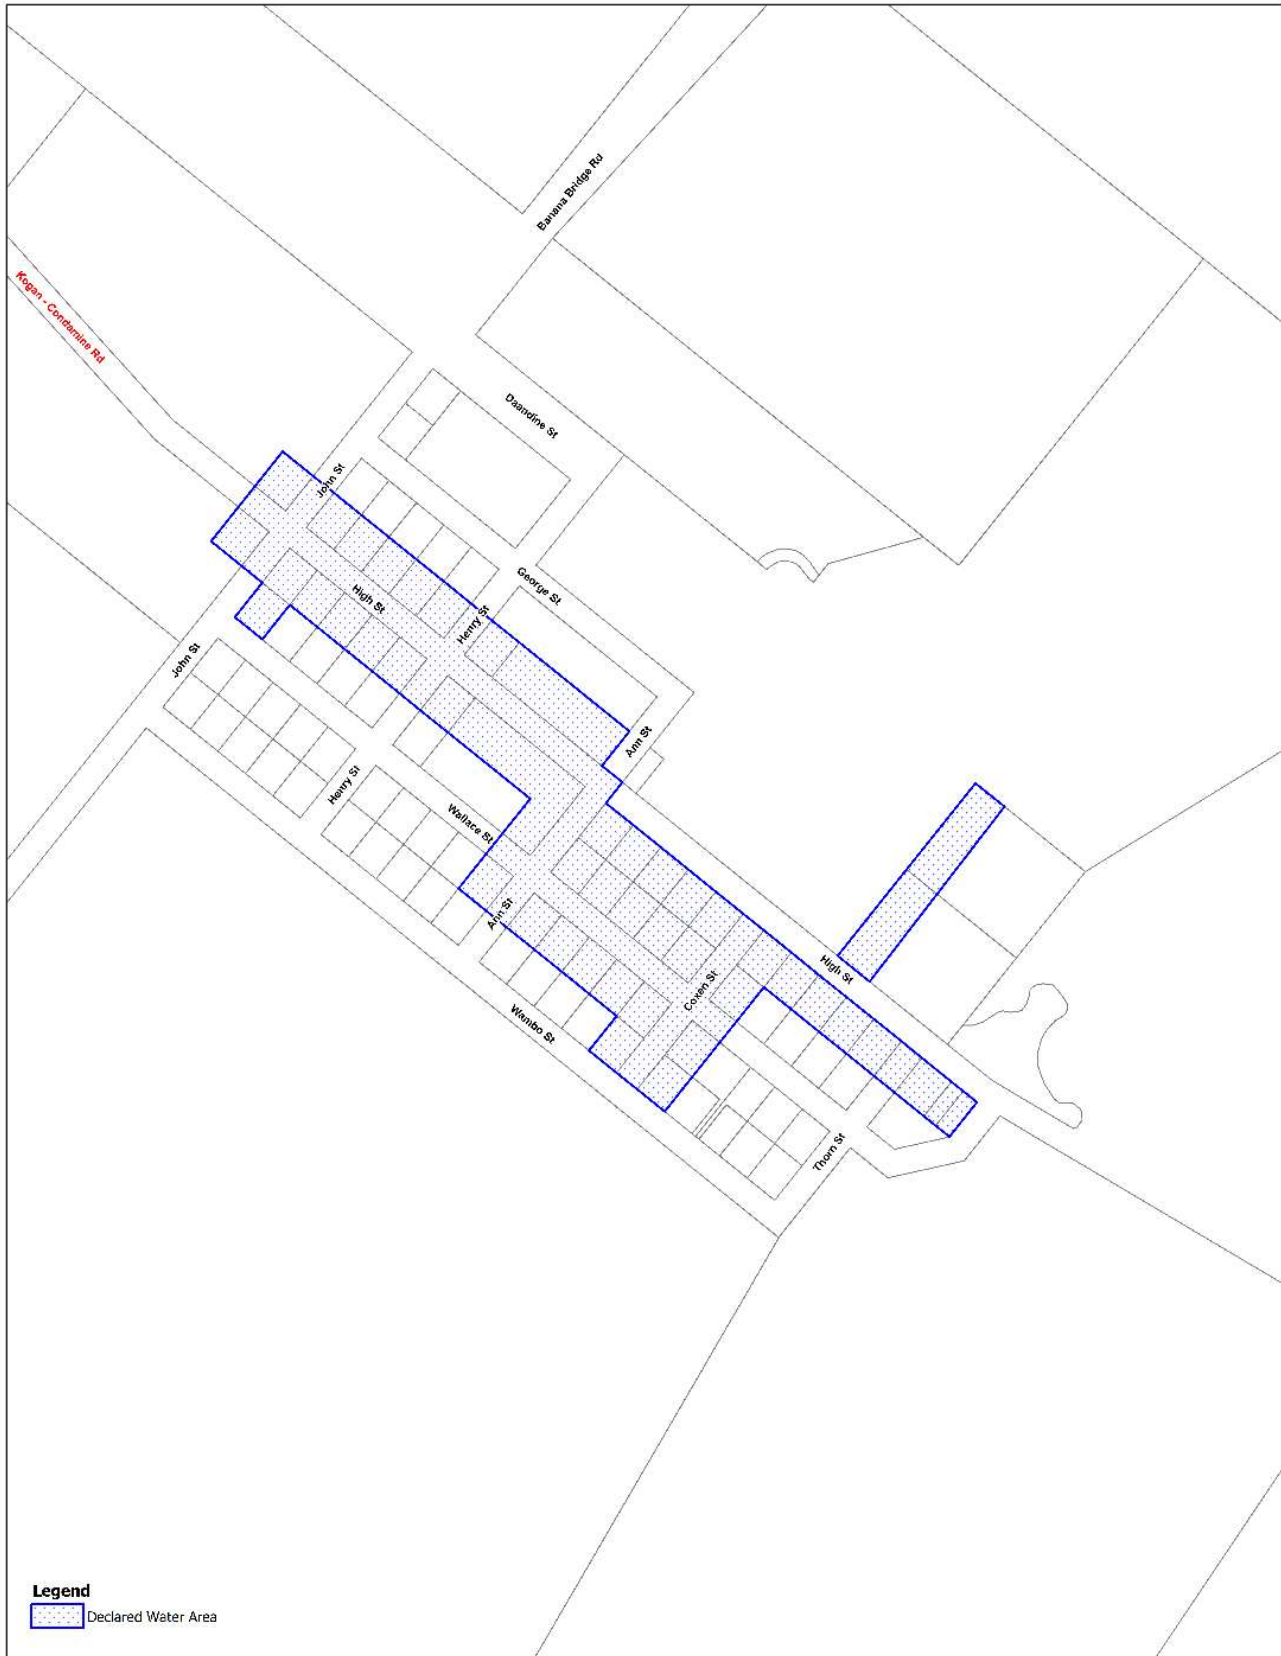 Banana Bridge Rd
Kogan - Condamine Rd
Daandine St
John St
George St
High St
Henry St
John St
Ann St
Henry St
Wallace St
Ann St
High St
Coxen St
Wambo St
Thorn St
Legend
Declared Water Area